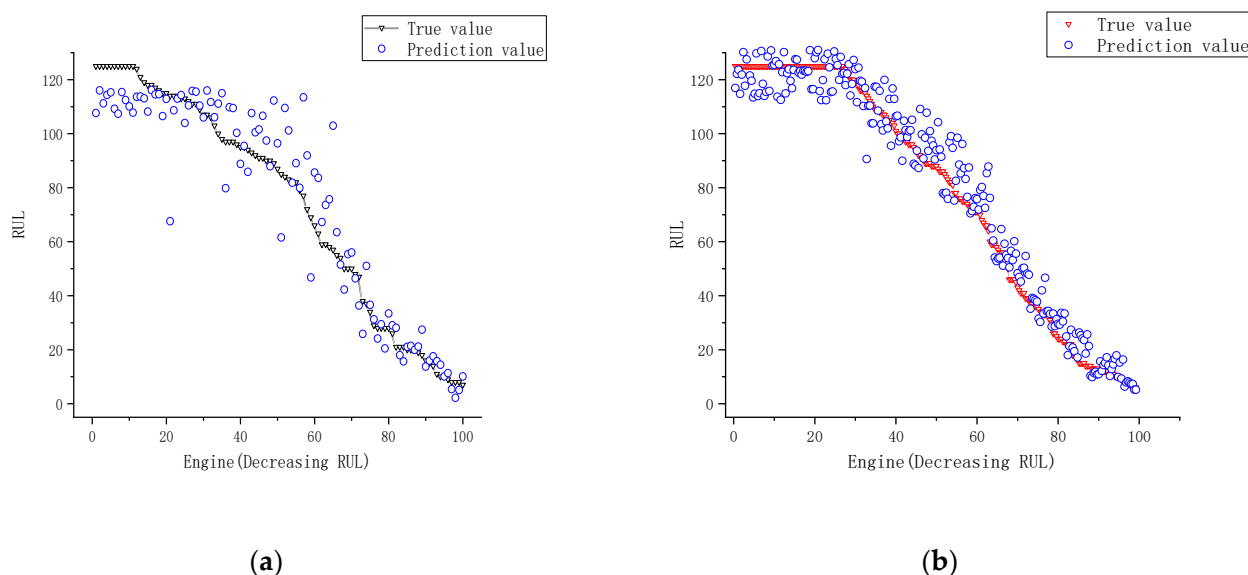 True value
Prediction value
120
100
80
60
40
20
0
RUL
0 20 40 60 80 100
Engine(Decreasing RUL)
(a)
True value
Prediction value
120
100
80
60
40
20
0
RUL
0 20 40 60 80 100
Engine(Decreasing RUL)
(b)